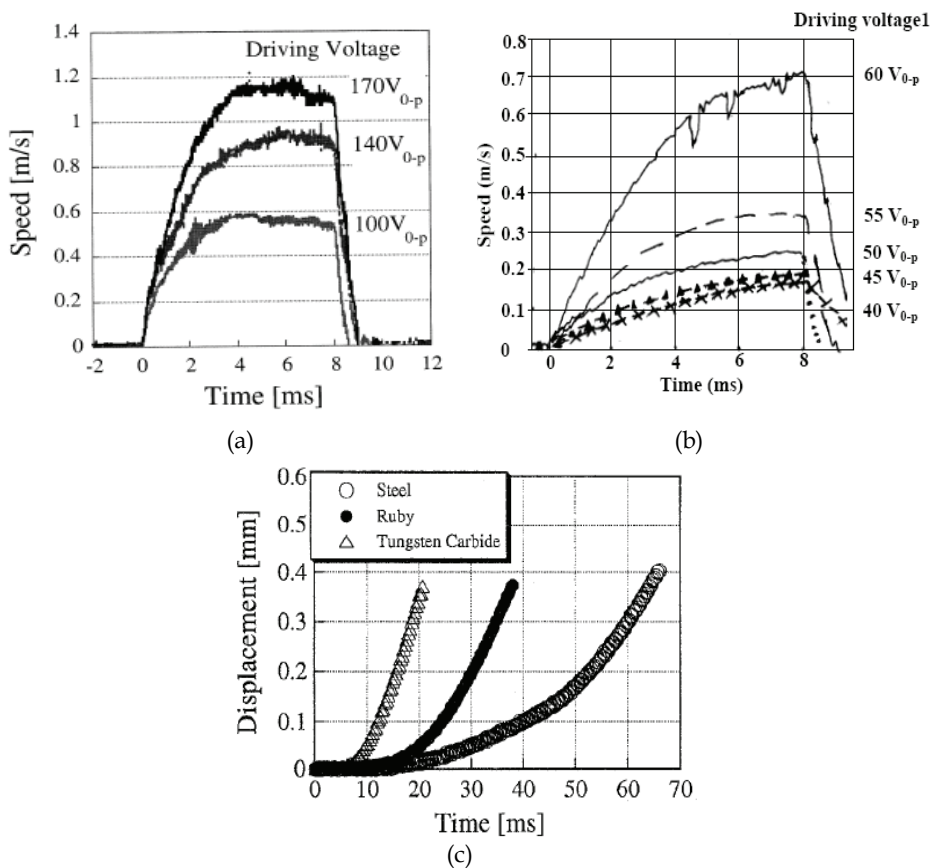 1.4
1.2
1
0.8
0.6
0.4
0.2
0
Speed [m/s]
Driving Voltage
170V0-p
140V0-p
100V0-p
-2 0 2 4 6 8 10 12
Time [ms]
(a)
Driving voltage1
0.8
0.7
0.6
0.5
0.4
0.3
0.2
0.1
0
Speed (m/s)
60 V0-p
55 V0-p
50 V0-p
45 V0-p
40 V0-p
0 2 4 6 8
Time (ms)
(b)
0.6
0.5
0.4
0.3
0.2
0.1
0
Displacement [mm]
Steel
Ruby
Tungsten Carbide
0 10 20 30 40 50 60 70
Time [ms]
(c)